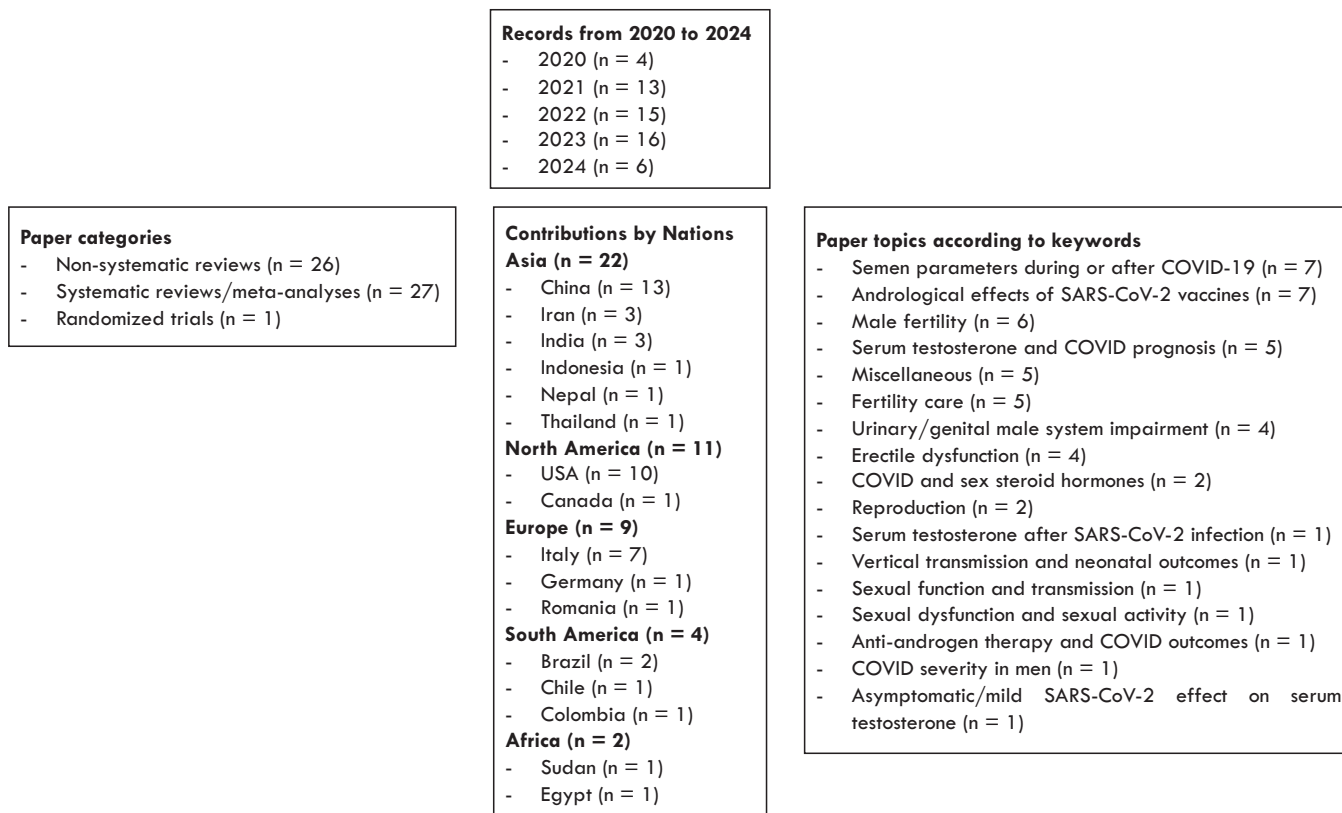 Records from 2020 to 2024
- 2020 (n = 4)
- 2021 (n = 13)
- 2022 (n = 15)
- 2023 (n = 16)
- 2024 (n = 6)
Paper categories
- Non-systematic reviews (n = 26)
- Systematic reviews/meta-analyses (n = 27)
- Randomized trials (n = 1)
Contributions by Nations
Asia (n = 22)
- China (n = 13)
- Iran (n = 3)
- India (n = 3)
- Indonesia (n = 1)
- Nepal (n = 1)
- Thailand (n = 1)
North America (n = 11)
- USA (n = 10)
- Canada (n = 1)
Europe (n = 9)
- Italy (n = 7)
- Germany (n = 1)
- Romania (n = 1)
South America (n = 4)
- Brazil (n = 2)
- Chile (n = 1)
- Colombia (n = 1)
Africa (n = 2)
- Sudan (n = 1)
- Egypt (n = 1)
Paper topics according to keywords
- Semen parameters during or after COVID-19 (n = 7)
- Andrological effects of SARS-CoV-2 vaccines (n = 7)
- Male fertility (n = 6)
- Serum testosterone and COVID prognosis (n = 5)
- Miscellaneous (n = 5)
- Fertility care (n = 5)
- Urinary/genital male system impairment (n = 4)
- Erectile dysfunction (n = 4)
- COVID and sex steroid hormones (n = 2)
- Reproduction (n = 2)
- Serum testosterone after SARS-CoV-2 infection (n = 1)
- Vertical transmission and neonatal outcomes (n = 1)
- Sexual function and transmission (n = 1)
- Sexual dysfunction and sexual activity (n = 1)
- Anti-androgen therapy and COVID outcomes (n = 1)
- COVID severity in men (n = 1)
- Asymptomatic/mild SARS-CoV-2 effect on serum
testosterone (n = 1)